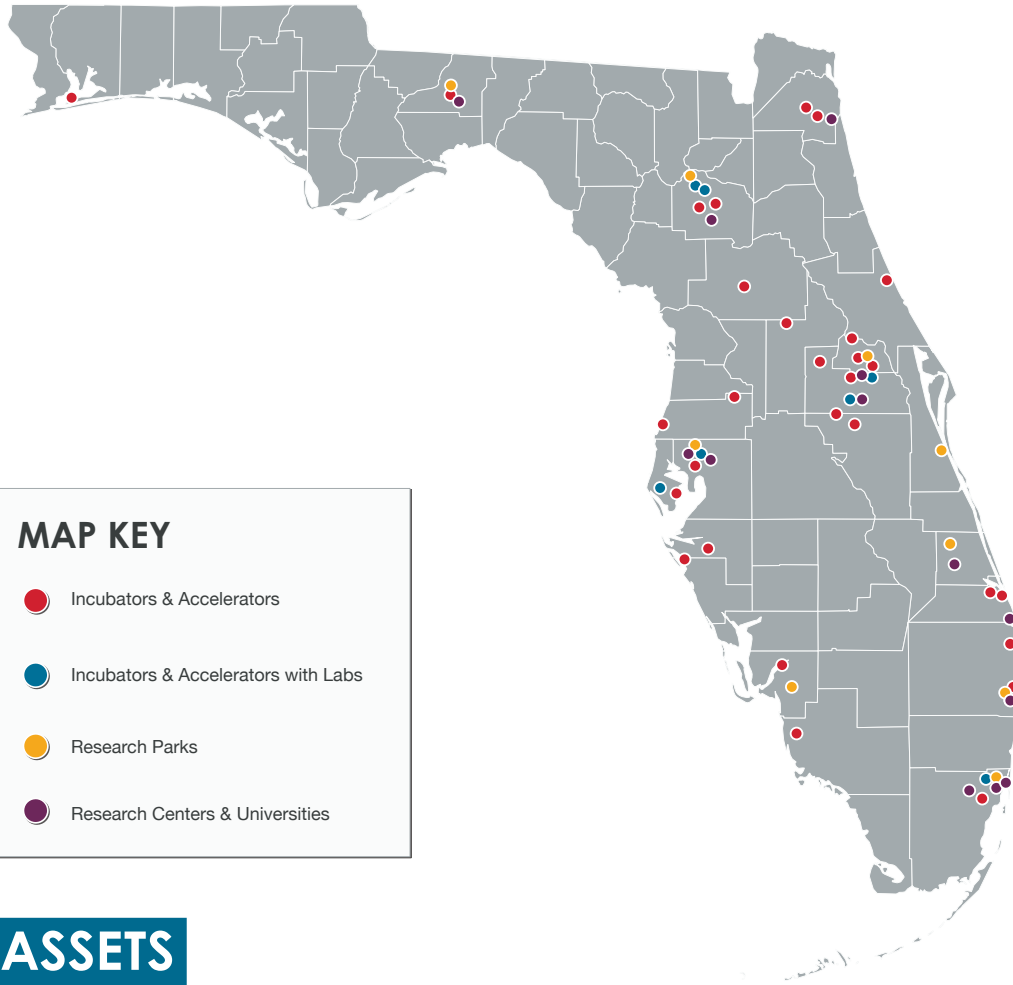 MAP KEY
Incubators & Accelerators
Incubators & Accelerators with Labs
Research Parks
Research Centers & Universities
ASSETS